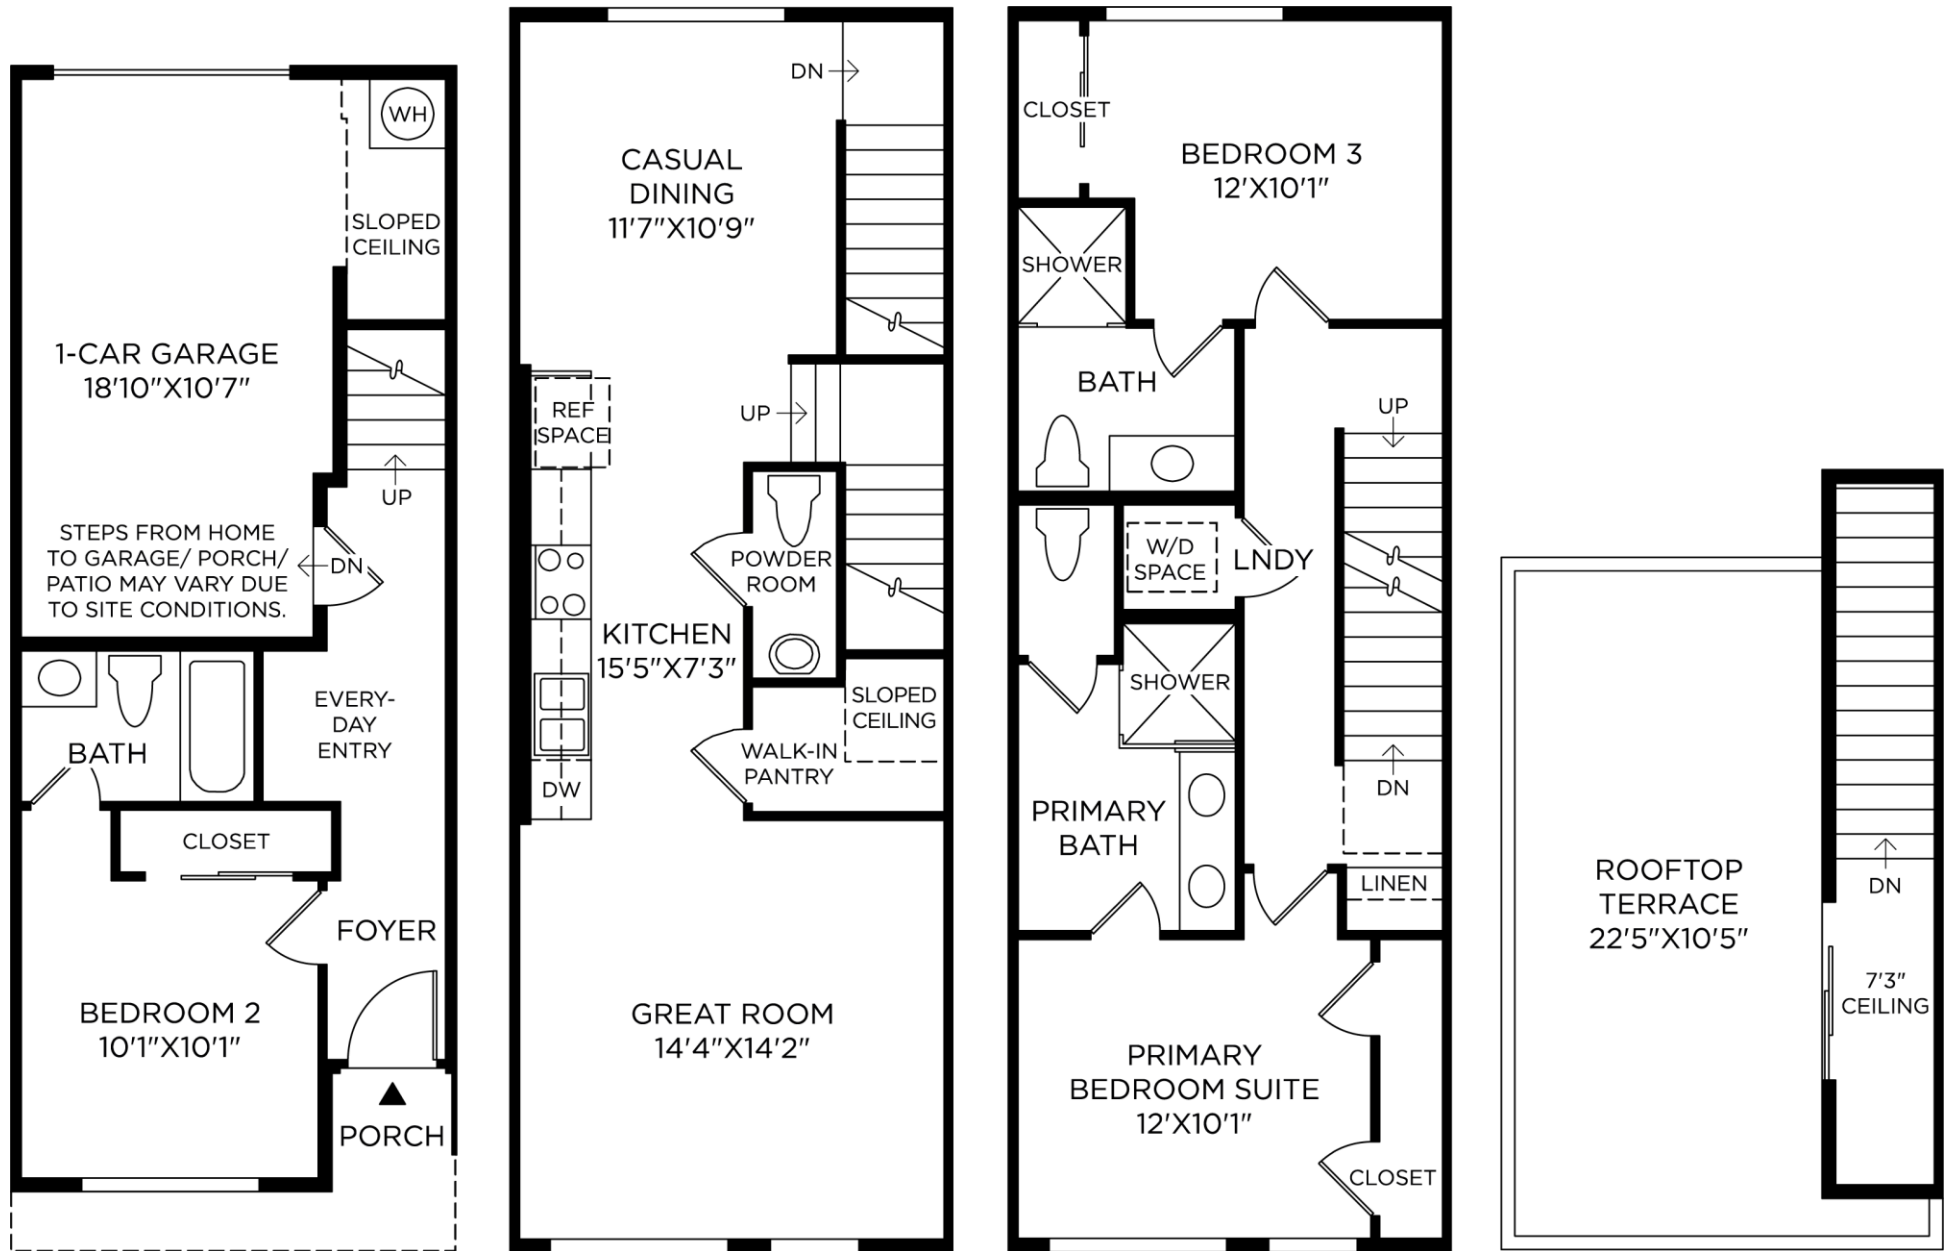 WH
SLOPED
CEILING
1-CAR GARAGE
18'10"X10'7"
UP
STEPS FROM HOME
TO GARAGE/ PORCH/
PATIO MAY VARY DUE
TO SITE CONDITIONS.
DN
EVERY-
DAY
ENTRY
BATH
CLOSET
FOYER
BEDROOM 2
10'1"X10'1"
PORCH
DN
CASUAL
DINING
11'7"X10'9"
REF
SPACE
UP
POWDER
ROOM
KITCHEN
15'5"X7'3"
SLOPED
CEILING
WALK-IN
PANTRY
DW
GREAT ROOM
14'4"X14'2"
CLOSET
BEDROOM 3
12'X10'1"
SHOWER
BATH
UP
W/D
SPACE
LNDY
SHOWER
DN
PRIMARY
BATH
LINEN
PRIMARY
BEDROOM SUITE
12'X10'1"
CLOSET
ROOFTOP
TERRACE
22'5"X10'5"
DN
7'3"
CEILING